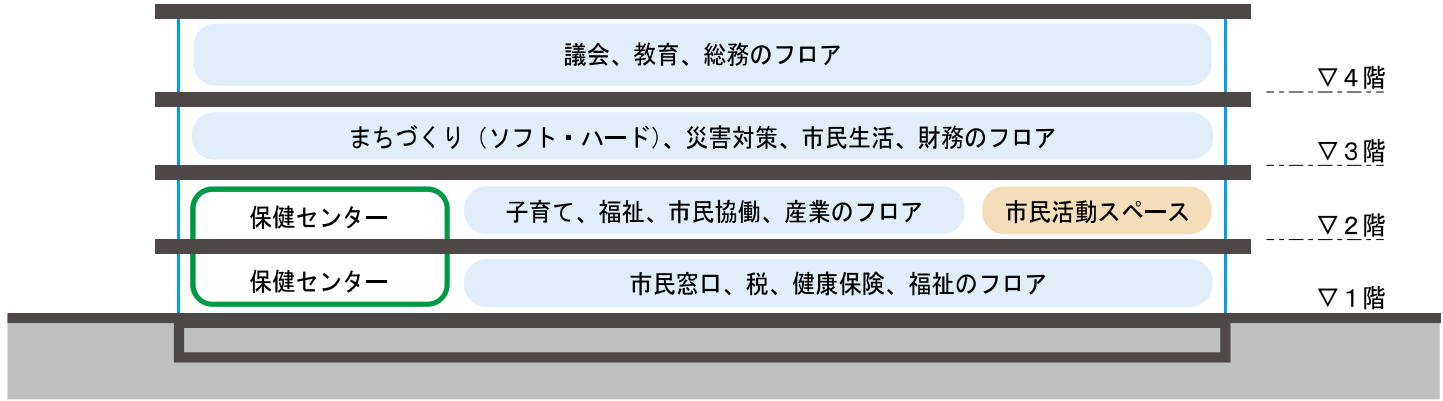 議会、教育、総務のフロア
▽4階
まちづくり（ソフト・ハード）、災害対策、市民生活、財務のフロア
▽3階
保健センター
子育て、福祉、市民協働、産業のフロア
市民活動スペース
▽2階
保健センター
市民窓口、税、健康保険、福祉のフロア
▽1階